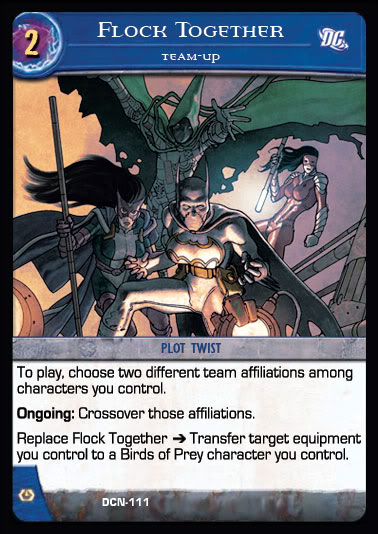 2
Flock Together
DC
TEAM-UP
PLOT TWIST
To play, choose two different team affiliations among
characters you control.
Ongoing: Crossover those affiliations.
Replace Flock Together ➔ Transfer target equipment
you control to a Birds of Prey character you control.
DCN-111